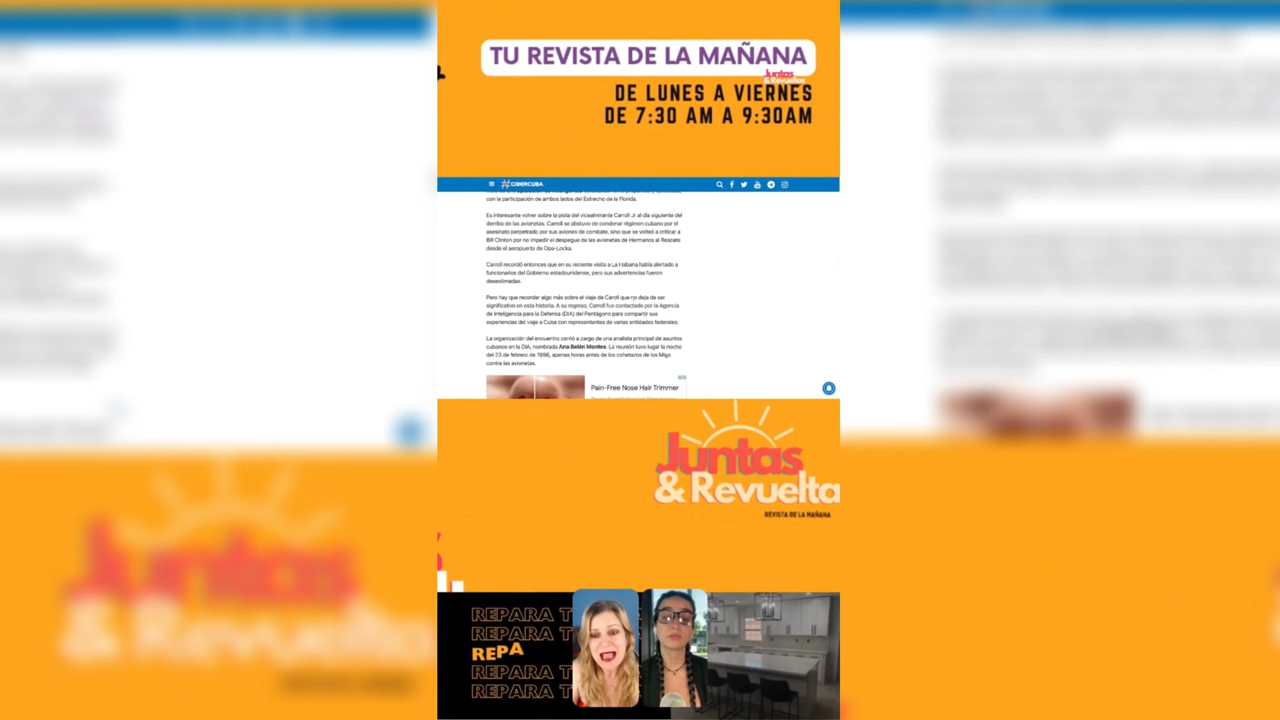 TU REVISTA DE LA MAÑANA
Juntas
& Revueltas
DE LUNES A VIERNES
DE 7:30 AM A 9:30AM
CIBERCUBA
con la participación de ambos lados del Estrecho de la Florida.
Es interesante volver sobre la pista del vicealmirante Carroll Jr al día siguiente del
derribo de las avionetas. Carroll se abstuvo de condenar régimen cubano por el
asesinato perpetrado por sus aviones de combate, sino que se volteó a criticar a
Bill Clinton por no impedir el despegue de las avionetas de Hermanos al Rescate
desde el aeropuerto de Opa-Locka.
Carroll recordó entonces que en su reciente visita a La Habana había alertado a
funcionarios del Gobierno estadounidense, pero sus advertencias fueron
desestimadas.
Pero hay que recordar algo más sobre el viaje de Caroll que no deja de ser
significativo en esta historia. A su regreso, Carrroll fue contactado por la Agencia
de Inteligencia para la Defensa (DIA) del Pentágono para compartir sus
experiencias del viaje a Cuba con representantes de varias entidades federales.
La organización del encuentro corrió a cargo de una analista principal de asuntos
cubanos en la DIA, nombrada Ana Belén Montes. La reunión tuvo lugar la noche
del 23 de febrero de 1996, apenas horas antes de los coheteros de los Migs
contra las avionetas.
Pain-Free Nose Hair Trimmer
Juntas
& Revuelta
REVISTA DE LA MAÑANA
REPARA T
REPARA T
REPA
REPARA T
REPARA T